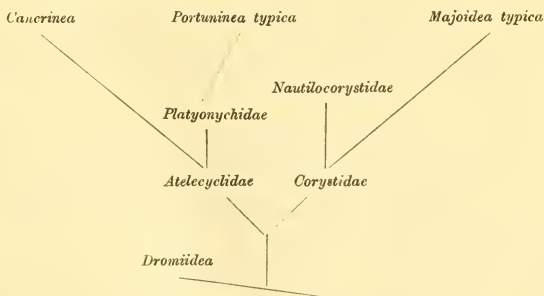 Cancrinea Portuninea typica Majoidea typica
Nautilocorystidae
Platyonychidae
Atelecyclidae Corystidae
Dromiidea